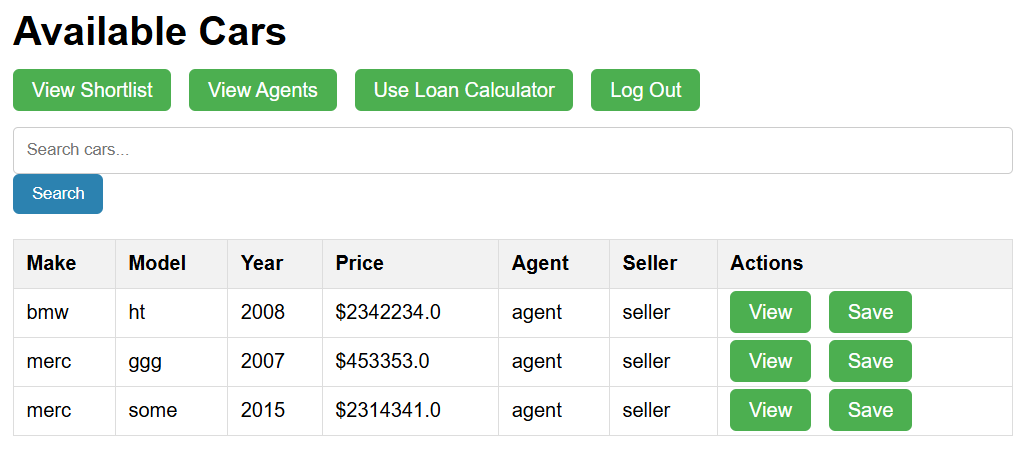 Available Cars
View Shortlist View Agents Use Loan Calculator Log Out
Search cars...
Search
Make Model Year Price Agent Seller Actions
bmw ht 2008 $2342234.0 agent seller View Save
merc ggg 2007 $453353.0 agent seller View Save
merc some 2015 $2314341.0 agent seller View Save